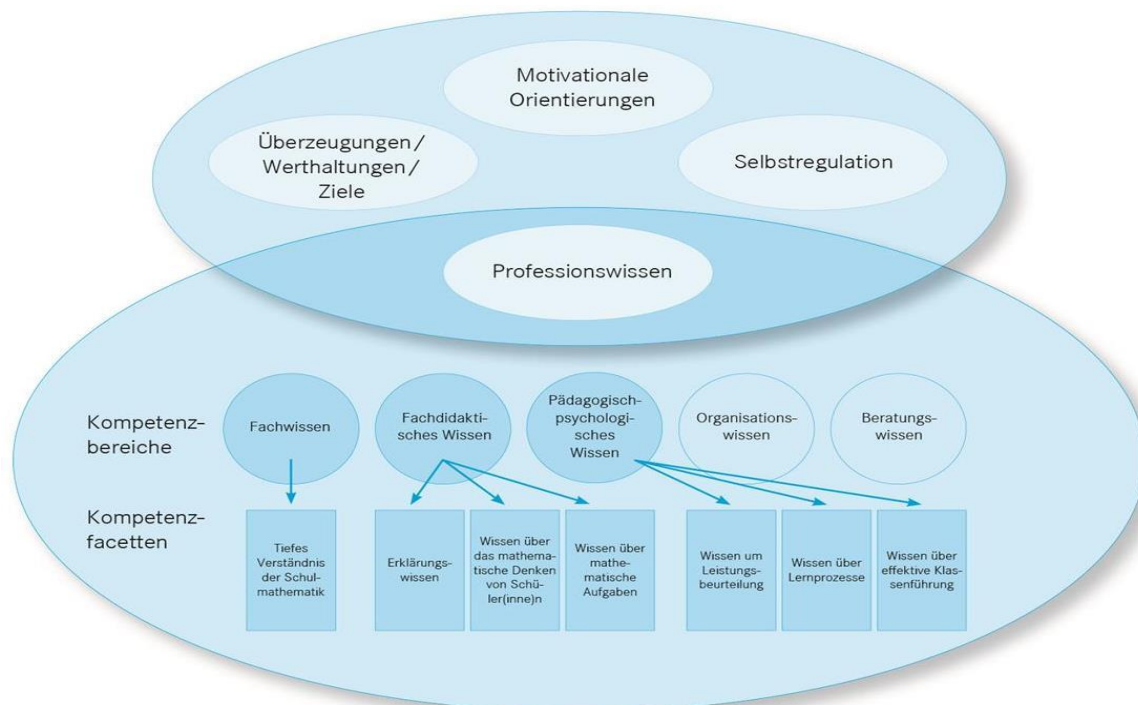 Motivationale
Orientierungen
Überzeugungen/
Werthaltungen/
Ziele
Selbstregulation
Professionswissen
Kompetenz-
bereiche
Fachwissen
Fachdidakti-
sches Wissen
Pädagogisch-
psychologi-
sches
Wissen
Organisations-
wissen
Beratungs-
wissen
Kompetenz-
facetten
Tiefes
Verständnis
der Schul-
mathematik
Erklärungs-
wissen
Wissen über
das mathema-
tische Denken
von Schü-
ler(inne)n
Wissen über
mathe-
matische
Aufgaben
Wissen um
Leistungs-
beurteilung
Wissen über
Lernprozesse
Wissen über
effektive Klas-
senführung